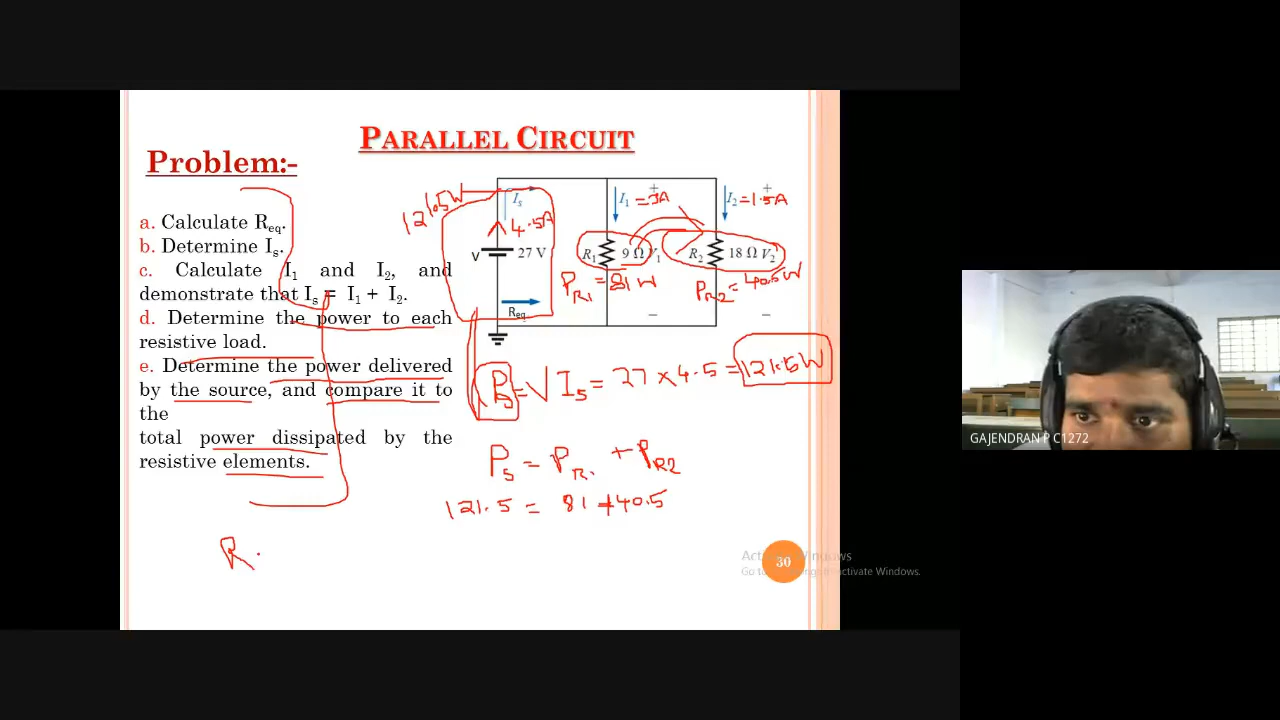 PARALLEL CIRCUIT
Problem:-
a. Calculate Req.
b. Determine Is.
c. Calculate I1 and I2, and
demonstrate that Is = I1 + I2.
d. Determine the power to each
resistive load.
e. Determine the power delivered
by the source, and compare it to
the
total power dissipated by the
resistive elements.
R.
121.5W
Is
4.5A
V 27 V
Req
I1 =3A
+
R1 9 Ω V1
PR1 = 81 W
−
I2 =1.5A
+
R2 18 Ω V2
PR2 = 40.5W
−
Ps = V Is = 27 × 4.5 = 121.5W
Ps = PR1 + PR2
121.5 = 81 + 40.5
30
GAJENDRAN P C1272